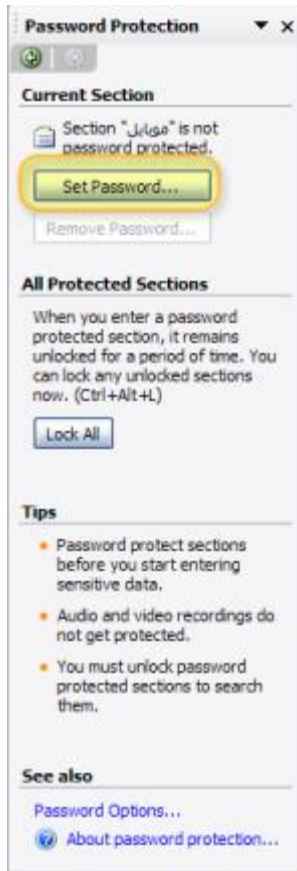 Password Protection
Current Section
Section "موبایل" is not
password protected.
Set Password...
Remove Password...
All Protected Sections
When you enter a password
protected section, it remains
unlocked for a period of time. You
can lock any unlocked sections
now. (Ctrl+Alt+L)
Lock All
Tips
Password protect sections
before you start entering
sensitive data.
Audio and video recordings do
not get protected.
You must unlock password
protected sections to search
them.
See also
Password Options...
About password protection...